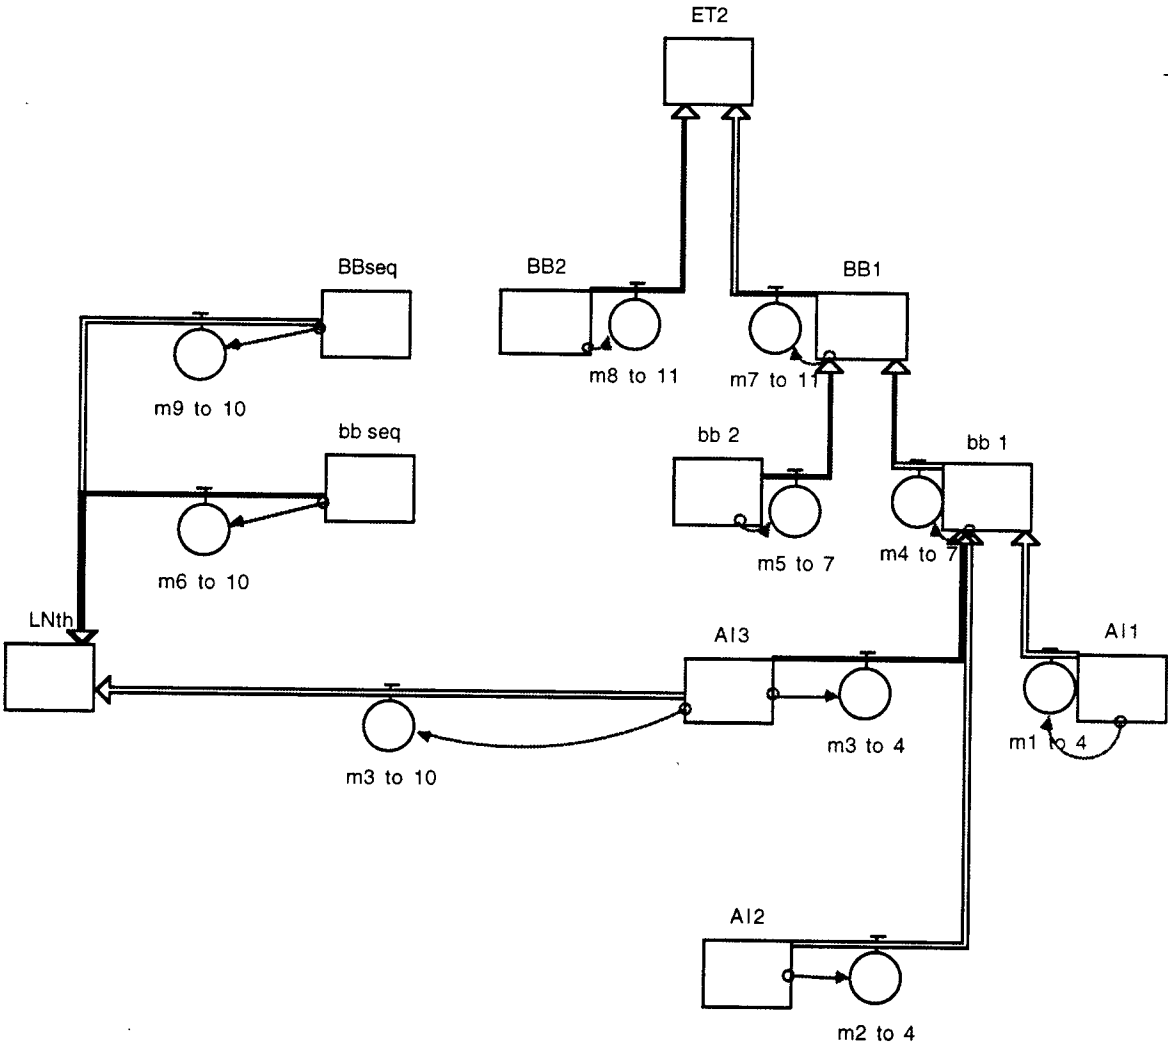 ET2
BBseq
BB2
BB1
m9 to 10
m8 to 11
m7 to 11
bb seq
bb 2
bb 1
m6 to 10
m5 to 7
m4 to 7
LNth
AI3
AI1
m3 to 10
m3 to 4
m1 to 4
AI2
m2 to 4